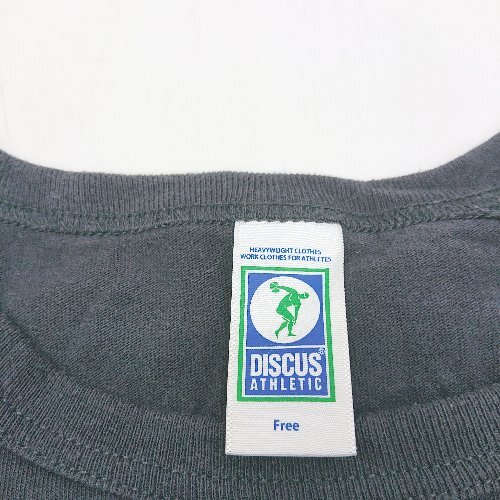 HEAVYWEIGHT CLOTHES
WORK CLOTHES FOR ATHLETES
DISCUS®
ATHLETIC
Free